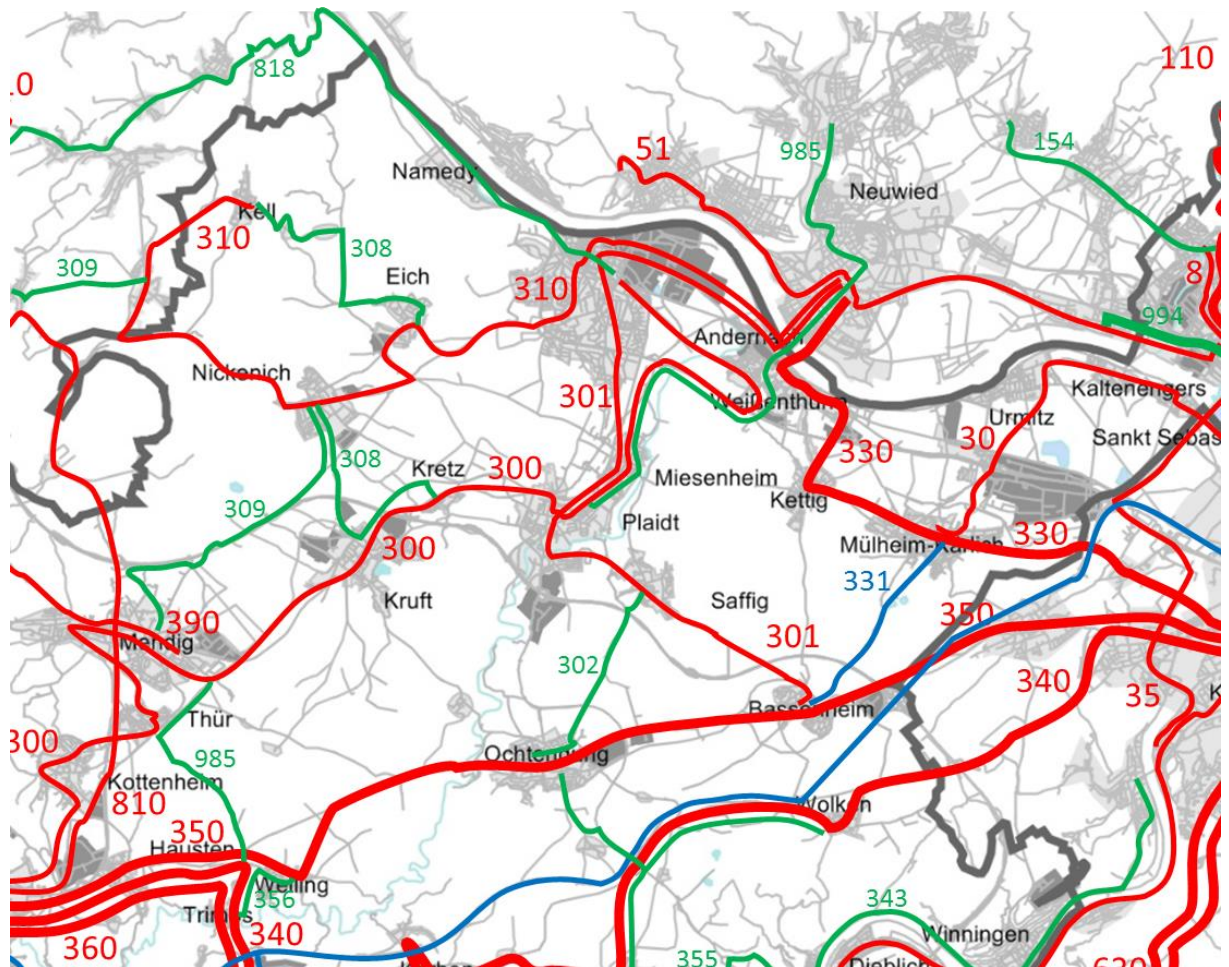 818
110
.0
51
985
154
Namedy
Neuwied
Kell
310
308
309
Eich
310
8
994
Andernach
Nickenich
Kaltenengers
Weißenthurm
301
Urmitz
30
Sankt Sebas
330
308
Kretz
300
Miesenheim
Kettig
309
Plaidt
300
330
Mülheim-Kärlich
331
Kruft
Saffig
350
390
Mendig
301
302
340
35
K
Thür
Bassenheim
300
985
Ochtendung
Kottenheim
810
Wolken
350
Hausten
Welling
356
Trimbs
343
360
340
Winningen
355
Dieblich
620